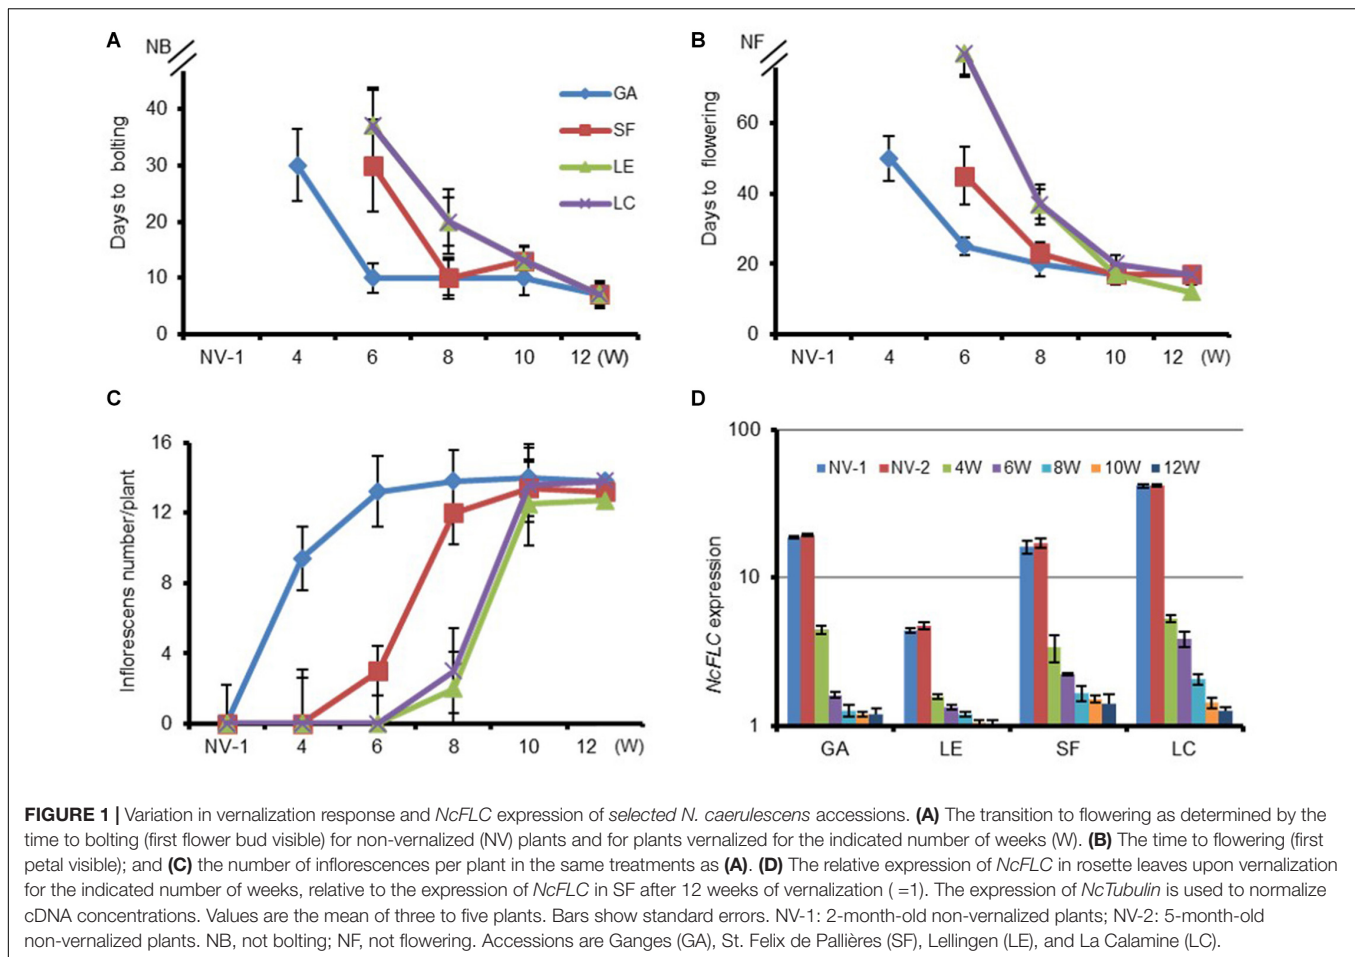 A
NB
Days to bolting
40
30
20
10
0
NV-1 4 6 8 10 12 (W)
GA
SF
LE
LC
B
NF
Days to flowering
60
40
20
0
NV-1 4 6 8 10 12 (W)
C
Inflorescens number/plant
16
12
8
4
0
NV-1 4 6 8 10 12 (W)
D
NcFLC expression
100
10
1
NV-1 NV-2 4W 6W 8W 10W 12W
GA LE SF LC
FIGURE 1 | Variation in vernalization response and NcFLC expression of selected N. caerulescens accessions. (A) The transition to flowering as determined by the
time to bolting (first flower bud visible) for non-vernalized (NV) plants and for plants vernalized for the indicated number of weeks (W). (B) The time to flowering (first
petal visible); and (C) the number of inflorescences per plant in the same treatments as (A). (D) The relative expression of NcFLC in rosette leaves upon vernalization
for the indicated number of weeks, relative to the expression of NcFLC in SF after 12 weeks of vernalization ( =1). The expression of NcTubulin is used to normalize
cDNA concentrations. Values are the mean of three to five plants. Bars show standard errors. NV-1: 2-month-old non-vernalized plants; NV-2: 5-month-old
non-vernalized plants. NB, not bolting; NF, not flowering. Accessions are Ganges (GA), St. Felix de Pallières (SF), Lellingen (LE), and La Calamine (LC).